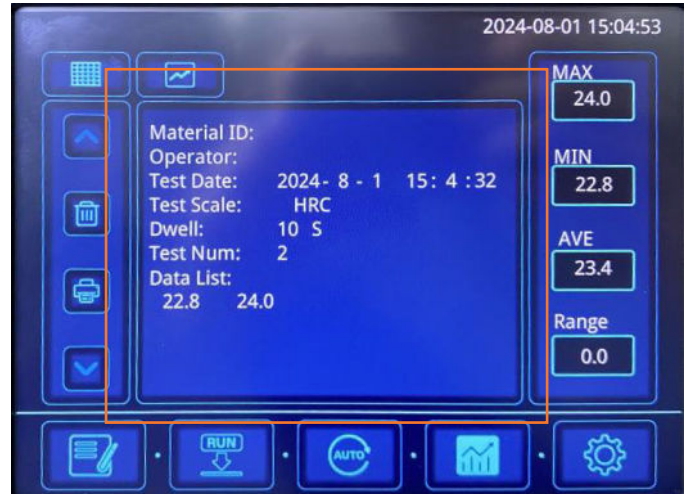 2024-08-01 15:04:53
Material ID:
Operator:
Test Date: 2024- 8 - 1 15: 4 :32
Test Scale: HRC
Dwell: 10 S
Test Num: 2
Data List:
22.8 24.0
MAX
24.0
MIN
22.8
AVE
23.4
Range
0.0
RUN
AUTO